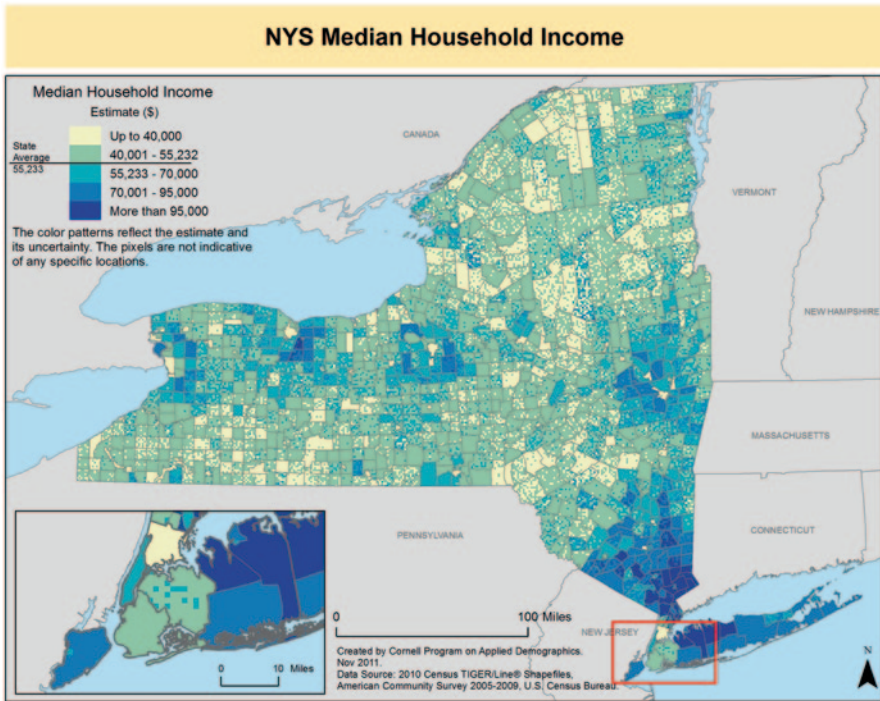 NYS Median Household Income
Median Household Income
Estimate ($)
State
Average
55,233
Up to 40,000
40,001 - 55,232
55,233 - 70,000
70,001 - 95,000
More than 95,000
The color patterns reflect the estimate and
its uncertainty. The pixels are not indicative
of any specific locations.
CANADA
VERMONT
NEW HAMPSHIRE
MASSACHUSETTS
CONNECTICUT
PENNSYLVANIA
NEW JERSEY
0 100 Miles
0 10 Miles
Created by Cornell Program on Applied Demographics.
Nov 2011.
Data Source: 2010 Census TIGER/Line® Shapefiles,
American Community Survey 2005-2009, U.S. Census Bureau.
N